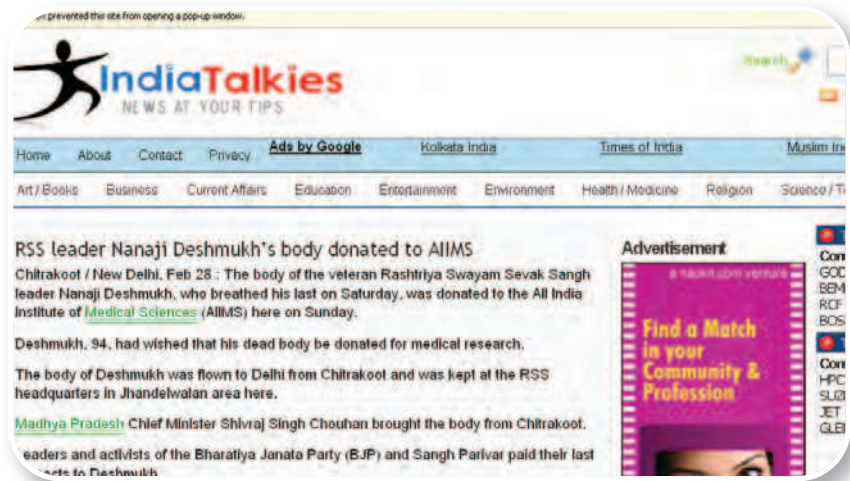 prevented this site from opening a pop-up window.
IndiaTalkies
NEWS AT YOUR TIPS
Search
Home About Contact Privacy Ads by Google Kolkata India Times of India Muslim
Art / Books Business Current Affairs Education Entertainment Environment Health / Medicine Religion Science /
RSS leader Nanaji Deshmukh's body donated to AIIMS
Chitrakoot / New Delhi, Feb 28 : The body of the veteran Rashtriya Swayam Sevak Sangh
leader Nanaji Deshmukh, who breathed his last on Saturday, was donated to the All India
Institute of Medical Sciences (AIIMS) here on Sunday.
Deshmukh, 94, had wished that his dead body be donated for medical research.
The body of Deshmukh was flown to Delhi from Chitrakoot and was kept at the RSS
headquarters in Jhandelwalan area here.
Madhya Pradesh Chief Minister Shivraj Singh Chouhan brought the body from Chitrakoot.
eaders and activists of the Bharatiya Janata Party (BJP) and Sangh Parivar paid their last
to Deshmukh
Advertisement
a naukri.com venture
Find a Match
in your
Community &
Profession
Com
GOD
BEM
RCF
BOS
Com
HPC
JET
GLE